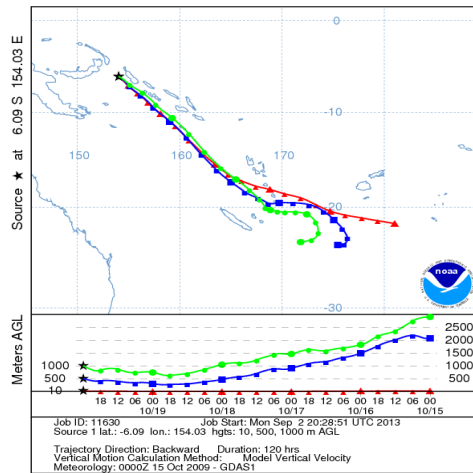 Source ★ at 6.09 S 154.03 E
0
-10
150
160
170
-20
-30
noaa
Meters AGL
1000
500
10
2500
2000
1500
1000
500
18 12 06 00 18 12 06 00 18 12 06 00 18 12 06 00 18 12 06 00
10/19 10/18 10/17 10/16 10/15
Job ID: 11630 Job Start: Mon Sep 2 20:28:51 UTC 2013
Source 1 lat.: -6.09 lon.: 154.03 hgts: 10, 500, 1000 m AGL
Trajectory Direction: Backward Duration: 120 hrs
Vertical Motion Calculation Method: Model Vertical Velocity
Meteorology: 0000Z 15 Oct 2009 - GDAS1